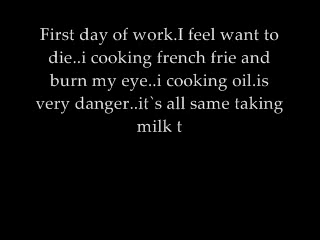 First day of work.I feel want to
die..i cooking french frie and
burn my eye..i cooking oil.is
very danger..it`s all same taking
milk t